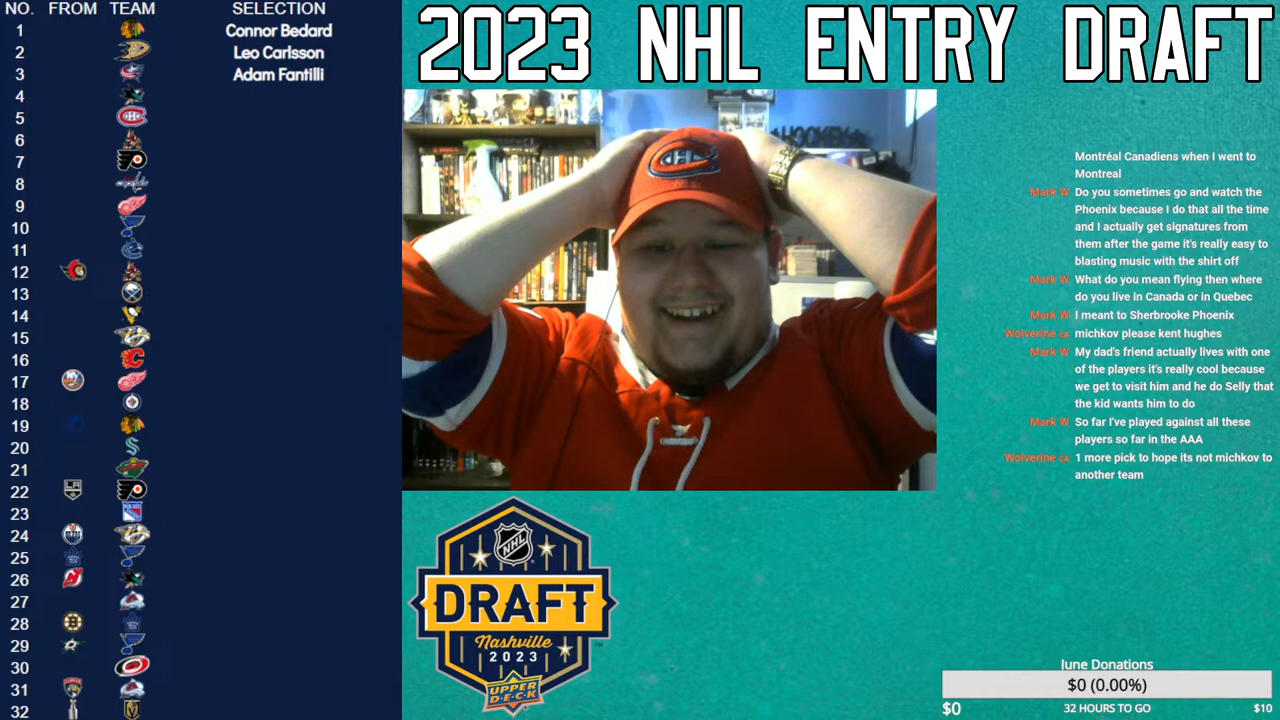 NO. FROM TEAM SELECTION
1 Connor Bedard
2 Leo Carlsson
3 Adam Fantilli
4
5
6
7
8
9
10
11
12
13
14
15
16
17
18
19
20
21
22
23
24
25
26
27
28
29
30
31
32
2023 NHL ENTRY DRAFT
HOCKEY
Montréal Canadiens when I went to
Montreal
Mark W Do you sometimes go and watch the
Phoenix because I do that all the time
and I actually get signatures from
them after the game it's really easy to
blasting music with the shirt off
Mark W What do you mean flying then where
do you live in Canada or in Quebec
Mark W I meant to Sherbrooke Phoenix
Wolverine CA michkov please kent hughes
Mark W My dad's friend actually lives with one
of the players it's really cool because
we get to visit him and he do Selly that
the kid wants him to do
Mark W So far I've played against all these
players so far in the AAA
Wolverine CA 1 more pick to hope its not michkov to
another team
NHL
DRAFT
TM
Nashville
2023
UPPER
DECK
June Donations
$0 (0.00%)
$0 32 HOURS TO GO $10